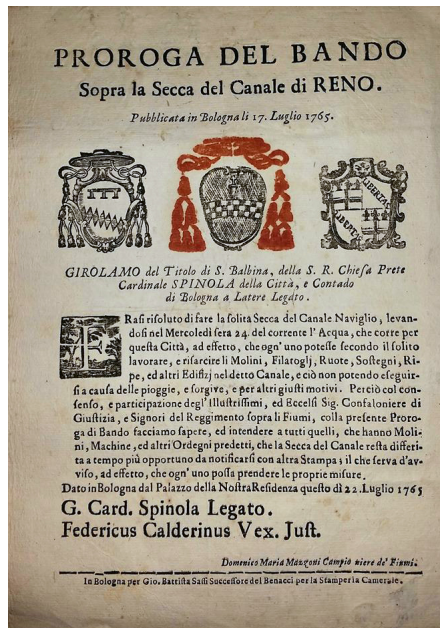 PROROGA DEL BANDO
Sopra la Secca del Canale di RENO.
Pubblicata in Bologna li 17. Luglio 1765.
LIBERTAS
LIBERTAS
GIROLAMO del Titolo di S. Balbina, della S. R. Chiesa Prete
Cardinale SPINOLA della Città, e Contado
di Bologna a Latere Legato.
ERasi risoluto di fare la solita Secca del Canale Naviglio, levan-
dosi nel Mercoledì sera 24. del corrente l' Acqua, che corre per
questa Città, ad effetto, che ogn' uno potesse secondo il solito
lavorare, e risarcire li Molini, Filatoglj, Ruote, Sostegni, Ri-
pe, ed altri Edifizj nel detto Canale, e ciò non potendo eseguir-
si a causa delle pioggie, e sorgive, e per altri giusti motivi. Perciò col con-
senso, e participazione degl' Illustrissimi, ed Eccelsi Sig. Confaloniere di
Giustizia, e Signori del Reggimento sopra li Fiumi, colla presente Proro-
ga di Bando facciamo sapere, ed intendere a tutti quelli, che hanno Moli-
ni, Machine, ed altri Ordegni predetti, che la Secca del Canale resta differi-
ta a tempo più opportuno da notificarsi con altra Stampa; il che serva d'av-
viso, ad effetto, che ogn' uno possa prendere le proprie misure.
Dato in Bologna dal Palazzo della Nostra Residenza questo dì 22. Luglio 1765
G. Card. Spinola Legato.
Federicus Calderinus Vex. Just.
Domenico Maria Mazzoni Campioniere de' Fiumi.
In Bologna per Gio. Battista Sassi Successore del Benacci per la Stamperia Camerale.